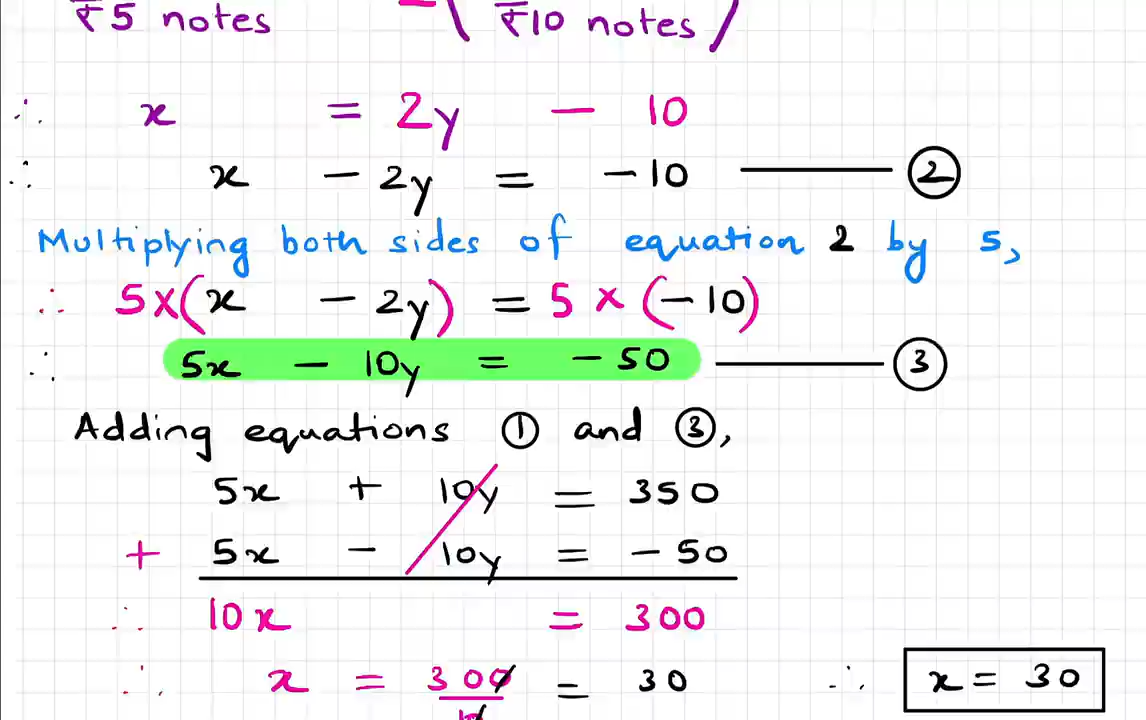 ₹5 notes − ( ₹10 notes )
∴ x = 2y − 10
∴ x − 2y = −10 ——— ②
Multiplying both sides of equation 2 by 5,
∴ 5×(x − 2y) = 5 × (−10)
∴ 5x − 10y = −50 ——— ③
Adding equations ① and ③,
5x + 10y = 350
+ 5x − 10y = −50
∴ 10x = 300
∴ x = 300/10 = 30 ∴ x = 30